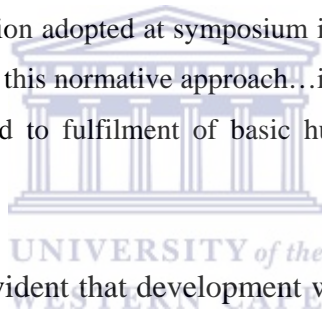 ion adopted at symposium i
this normative approach…i
d to fulfilment of basic hu
UNIVERSITY of the
vident that development w
WESTERN CAPE